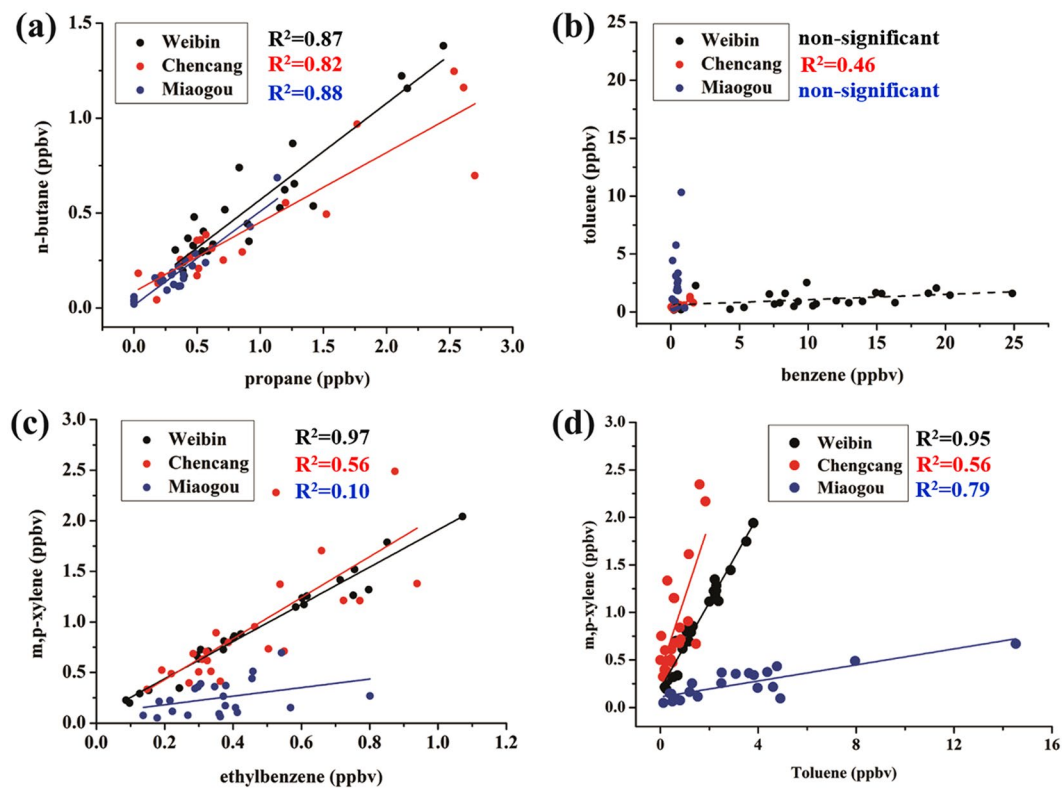 (a)
Weibin R²=0.87
Chencang R²=0.82
Miaogou R²=0.88
1.5
1.0
0.5
0.0
n-butane (ppbv)
0.0 0.5 1.0 1.5 2.0 2.5 3.0
propane (ppbv)
(b)
Weibin non-significant
Chencang R²=0.46
Miaogou non-significant
25
20
15
10
5
0
toluene (ppbv)
0 5 10 15 20 25
benzene (ppbv)
(c)
Weibin R²=0.97
Chencang R²=0.56
Miaogou R²=0.10
3.0
2.5
2.0
1.5
1.0
0.5
0.0
m,p-xylene (ppbv)
0.0 0.2 0.4 0.6 0.8 1.0 1.2
ethylbenzene (ppbv)
(d)
Weibin R²=0.95
Chengcang R²=0.56
Miaogou R²=0.79
3.0
2.5
2.0
1.5
1.0
0.5
0.0
m,p-xylene (ppbv)
0 4 8 12 16
Toluene (ppbv)